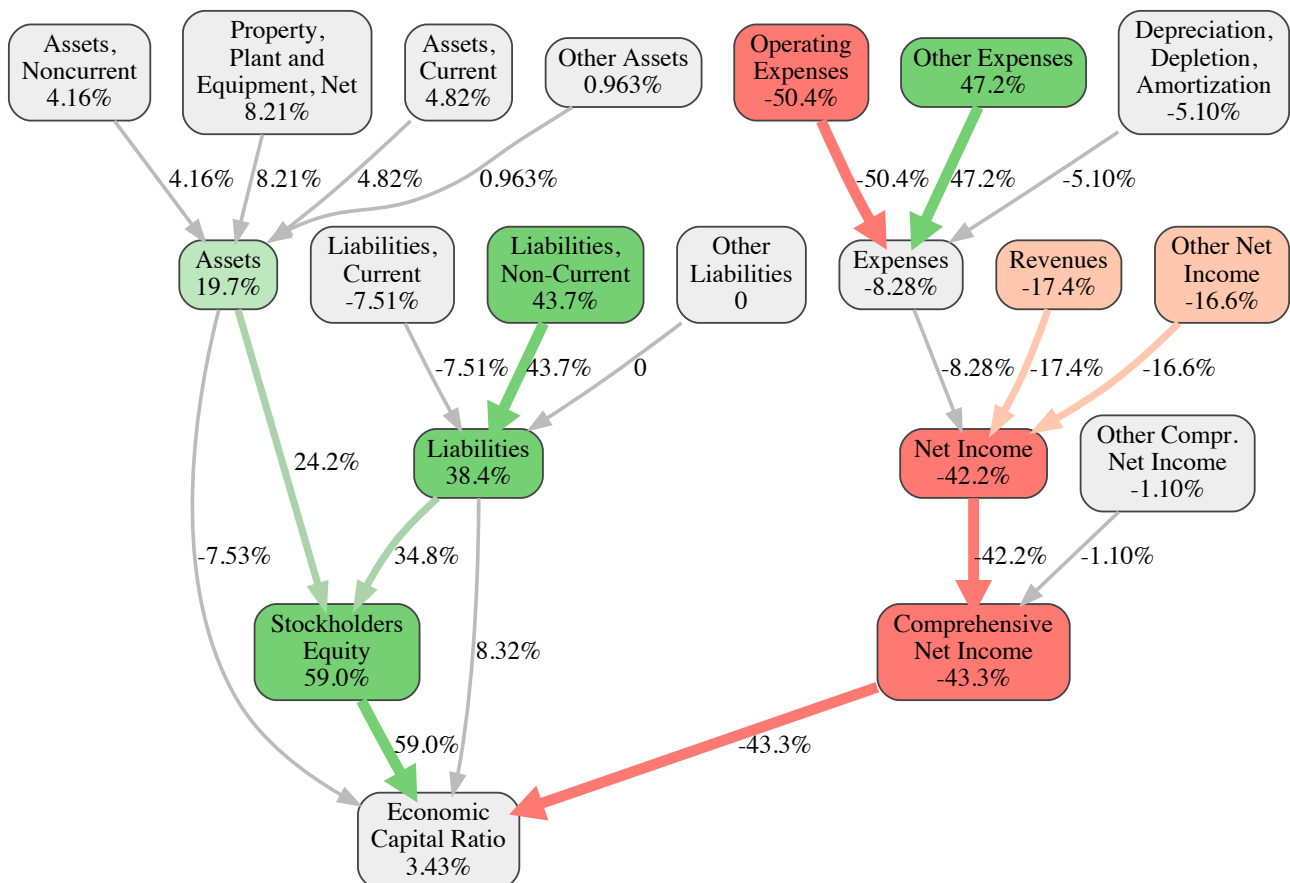 Assets,
Noncurrent
4.16%
Property,
Plant and
Equipment, Net
8.21%
Assets,
Current
4.82%
Other Assets
0.963%
Operating
Expenses
-50.4%
Other Expenses
47.2%
Depreciation,
Depletion,
Amortization
-5.10%
4.16%
8.21%
4.82%
0.963%
-50.4%
47.2%
-5.10%
Assets
19.7%
Liabilities,
Current
-7.51%
Liabilities,
Non-Current
43.7%
Other
Liabilities
0
Expenses
-8.28%
Revenues
-17.4%
Other Net
Income
-16.6%
-7.51%
43.7%
0
-8.28%
-17.4%
-16.6%
Liabilities
38.4%
Net Income
-42.2%
Other Compr.
Net Income
-1.10%
24.2%
-7.53%
34.8%
-42.2%
-1.10%
Stockholders
Equity
59.0%
8.32%
Comprehensive
Net Income
-43.3%
59.0%
-43.3%
Economic
Capital Ratio
3.43%